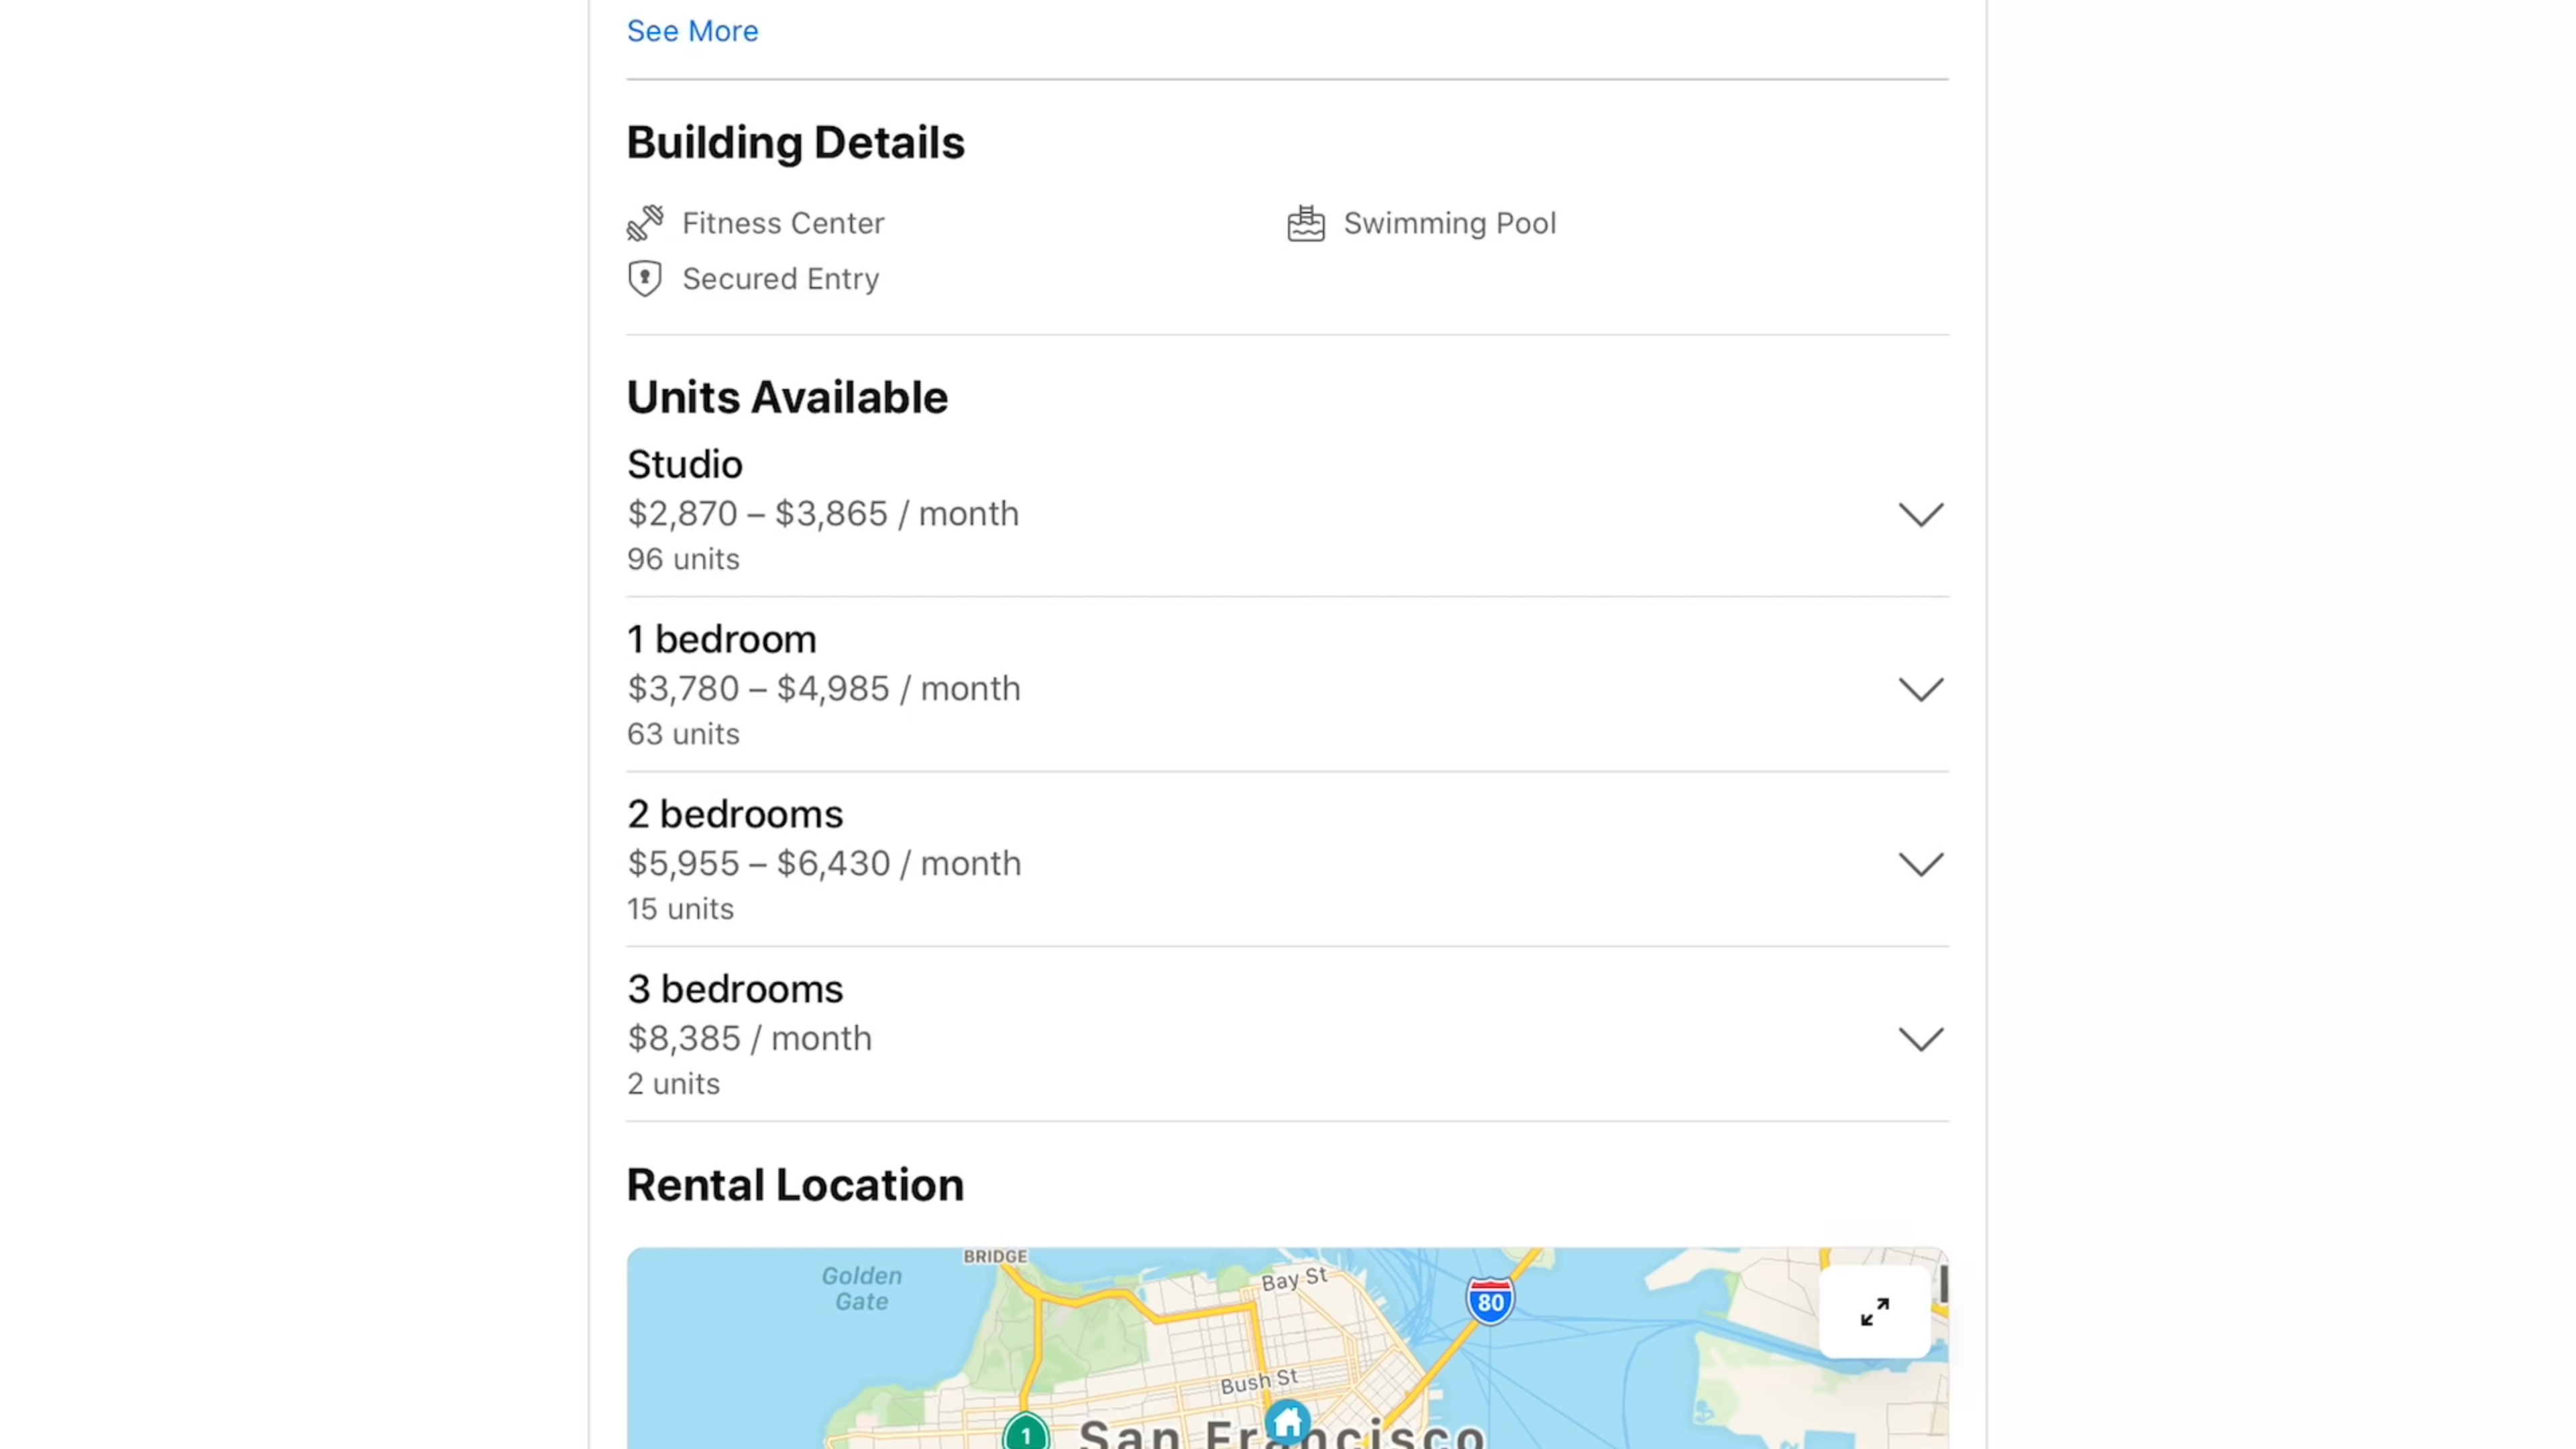 See More
Building Details
Fitness Center
Swimming Pool
Secured Entry
Units Available
Studio
$2,870 – $3,865 / month
96 units
1 bedroom
$3,780 – $4,985 / month
63 units
2 bedrooms
$5,955 – $6,430 / month
15 units
3 bedrooms
$8,385 / month
2 units
Rental Location
BRIDGE
Golden
Gate
Bay St
80
Bush St
1
San Francisco